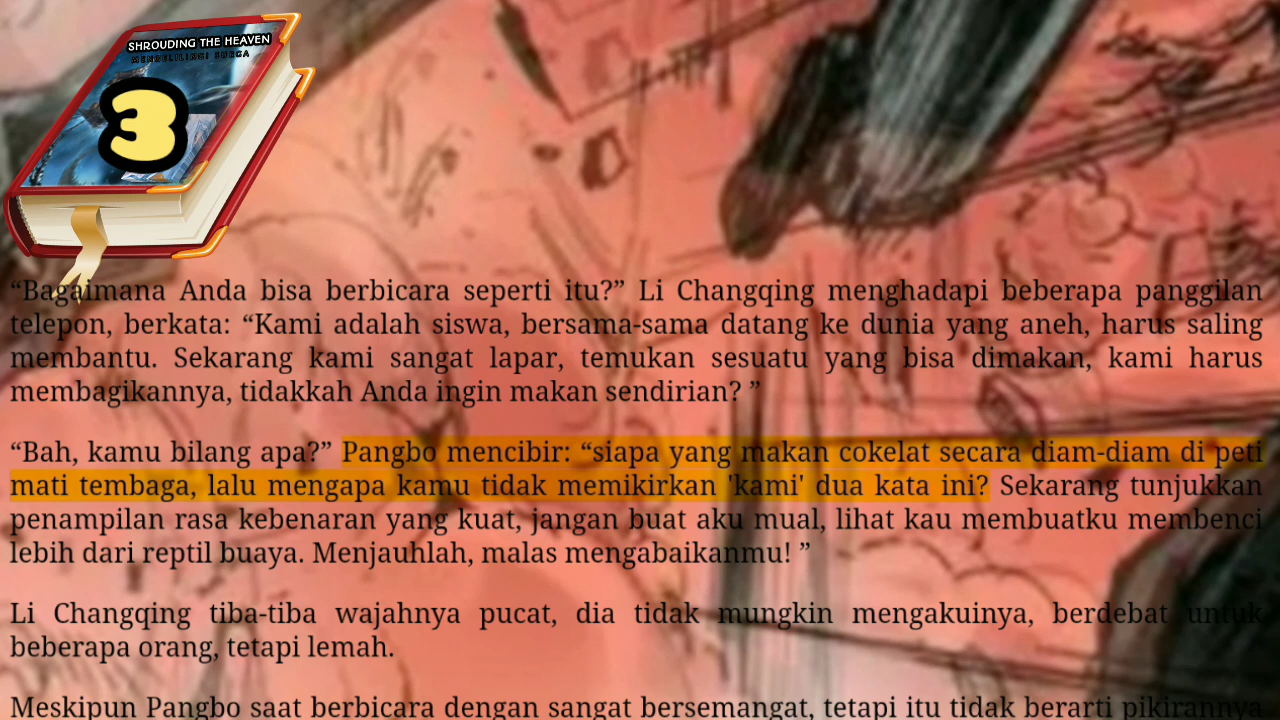 SHROUDING THE HEAVEN
MENGELILINGI SURGA
3
“Bagaimana Anda bisa berbicara seperti itu?” Li Changqing menghadapi beberapa panggilan
telepon, berkata: “Kami adalah siswa, bersama-sama datang ke dunia yang aneh, harus saling
membantu. Sekarang kami sangat lapar, temukan sesuatu yang bisa dimakan, kami harus
membagikannya, tidakkah Anda ingin makan sendirian? ”
“Bah, kamu bilang apa?” Pangbo mencibir: “siapa yang makan cokelat secara diam-diam di peti
mati tembaga, lalu mengapa kamu tidak memikirkan 'kami' dua kata ini? Sekarang tunjukkan
penampilan rasa kebenaran yang kuat, jangan buat aku mual, lihat kau membuatku membenci
lebih dari reptil buaya. Menjauhlah, malas mengabaikanmu! ”
Li Changqing tiba-tiba wajahnya pucat, dia tidak mungkin mengakuinya, berdebat untuk
beberapa orang, tetapi lemah.
Meskipun Pangbo saat berbicara dengan sangat bersemangat, tetapi itu tidak berarti pikirannya